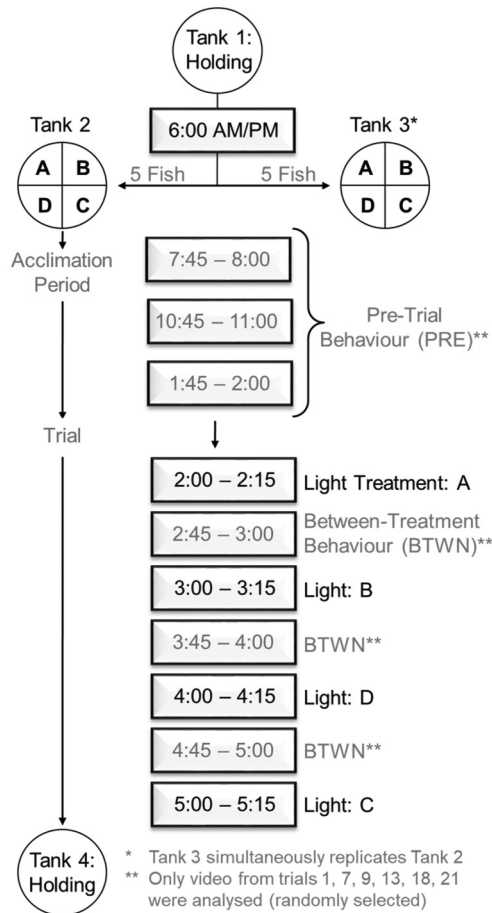 Tank 1:
Holding
6:00 AM/PM
Tank 2
Tank 3*
A B
D C
5 Fish
5 Fish
A B
D C
Acclimation
Period
7:45 – 8:00
10:45 – 11:00
1:45 – 2:00
Pre-Trial
Behaviour (PRE)**
Trial
2:00 – 2:15
Light Treatment: A
2:45 – 3:00
Between-Treatment
Behaviour (BTWN)**
3:00 – 3:15
Light: B
3:45 – 4:00
BTWN**
4:00 – 4:15
Light: D
4:45 – 5:00
BTWN**
5:00 – 5:15
Light: C
Tank 4:
Holding
* Tank 3 simultaneously replicates Tank 2
** Only video from trials 1, 7, 9, 13, 18, 21
were analysed (randomly selected)